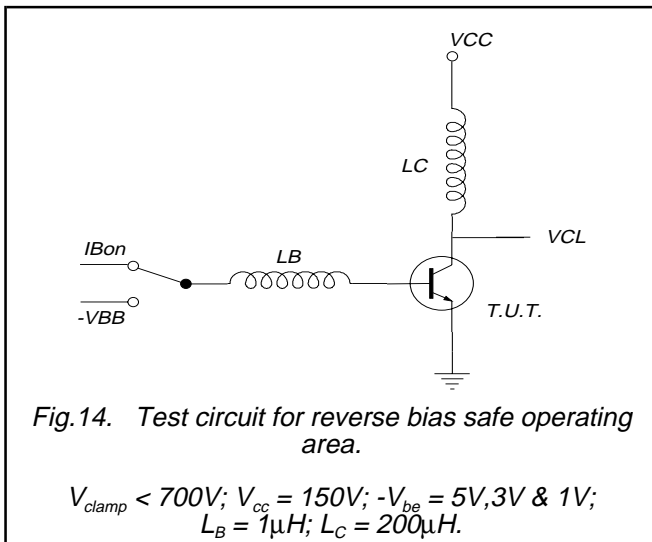 VCC
LC
IBon
LB
VCL
-VBB
T.U.T.
Fig.14. Test circuit for reverse bias safe operating
area.
Vclamp < 700V; Vcc = 150V; -Vbe = 5V,3V & 1V;
LB = 1μH; LC = 200μH.